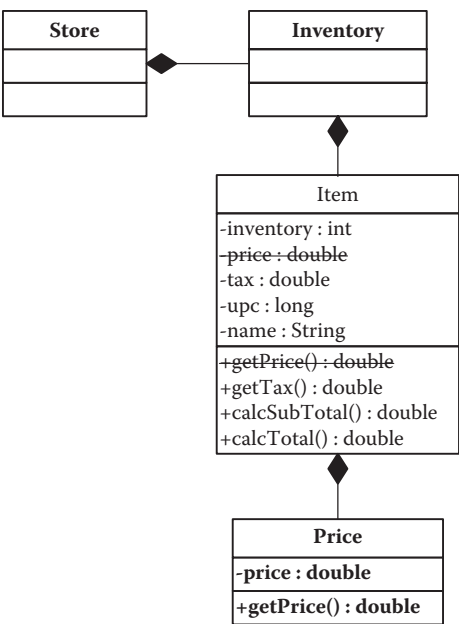 Store
Inventory
Item
-inventory : int
-price : double
-tax : double
-upc : long
-name : String
+getPrice() : double
+getTax() : double
+calcSubTotal() : double
+calcTotal() : double
Price
-price : double
+getPrice() : double